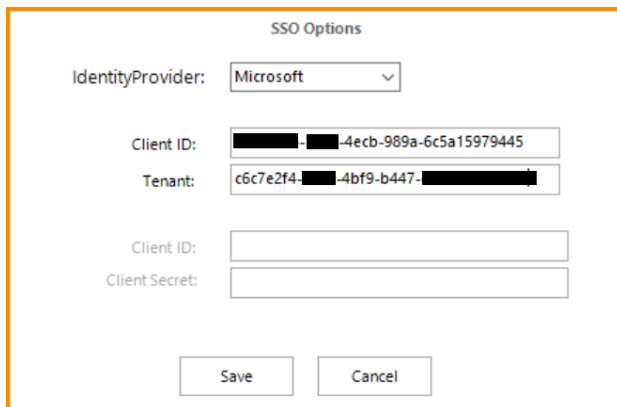 SSO Options
IdentityProvider: Microsoft
Client ID: - -4ecb-989a-6c5a15979445
Tenant: c6c7e2f4- -4bf9-b447-
Client ID:
Client Secret:
Save Cancel